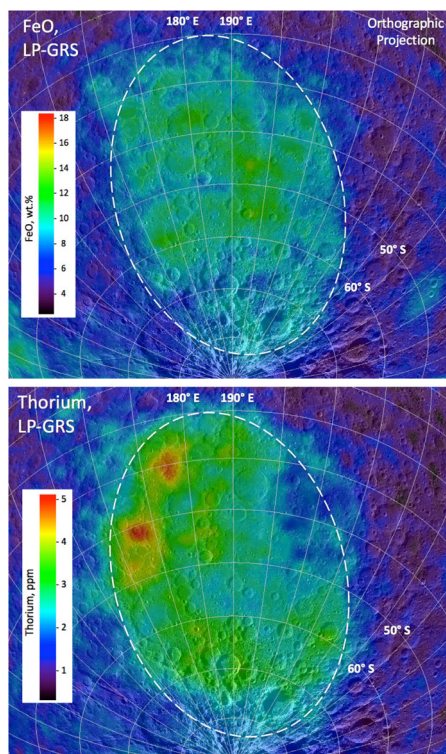 FeO,
LP-GRS
180° E
190° E
Orthographic
Projection
FeO, wt.%
18
16
14
12
10
8
6
4
50° S
60° S
Thorium,
LP-GRS
180° E
190° E
Thorium, ppm
5
4
3
2
1
50° S
60° S